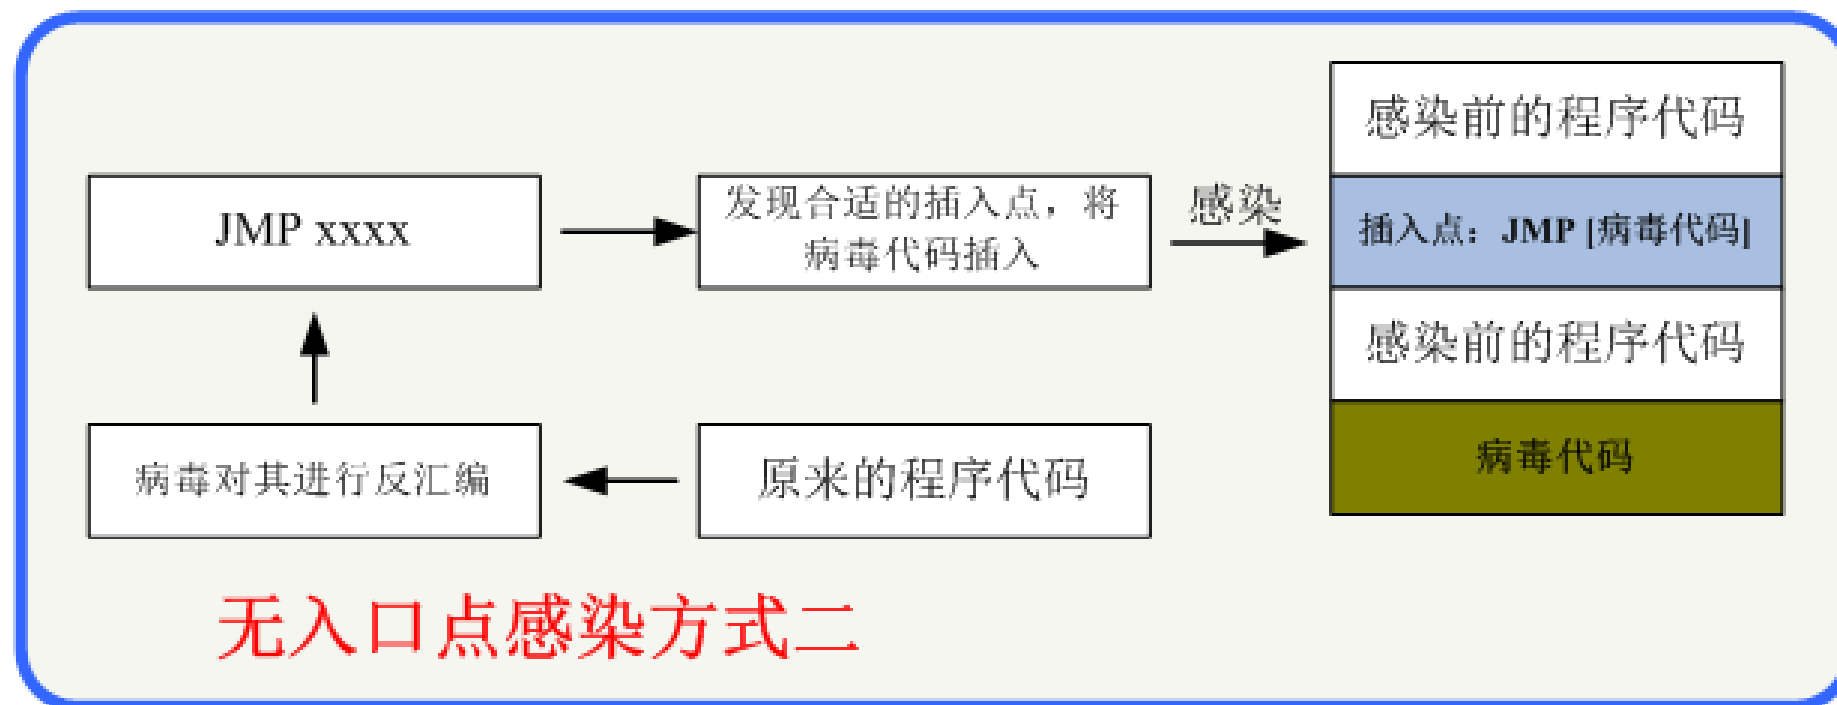 感染前的程序代码
JMP xxxx
发现合适的插入点，将
病毒代码插入
感染
插入点：JMP [病毒代码]
感染前的程序代码
病毒对其进行反汇编
原来的程序代码
病毒代码
无入口点感染方式二